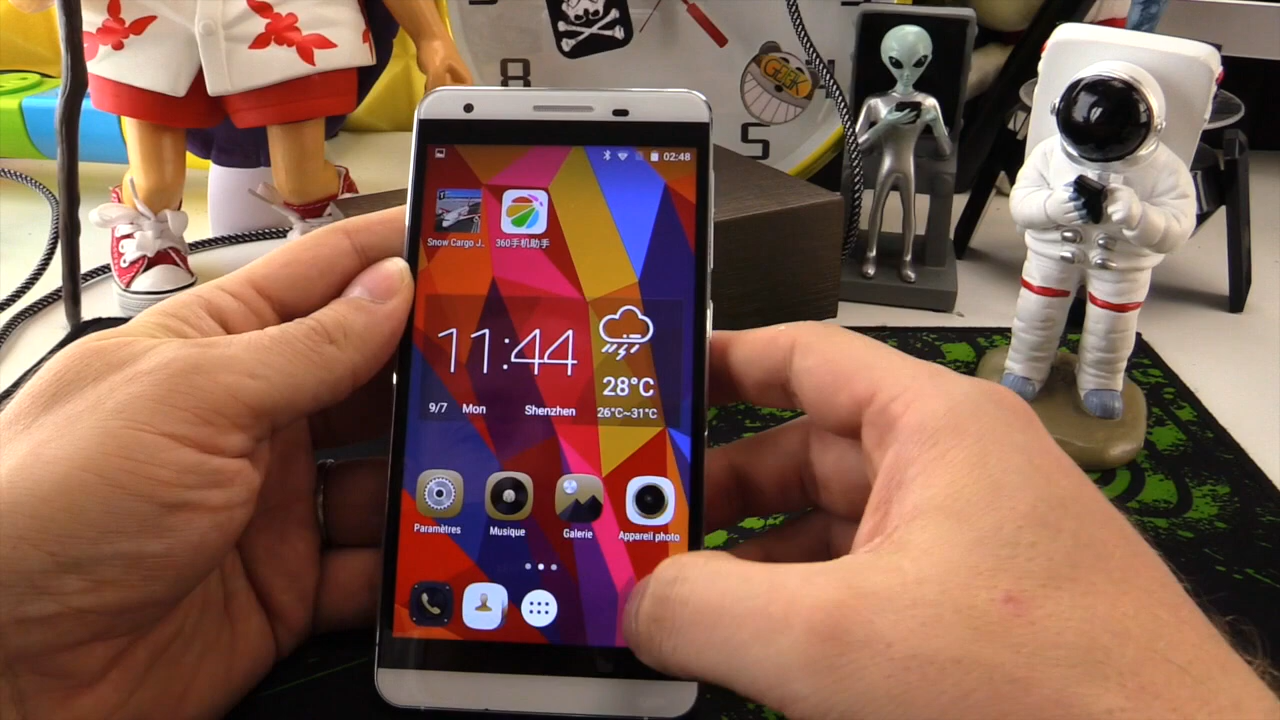 8
GEEK
5
02:48
Snow Cargo J..
360手机助手
11:44
28°C
9/7 Mon Shenzhen 26°C~31°C
Paramètres
Musique
Galerie
Appareil photo